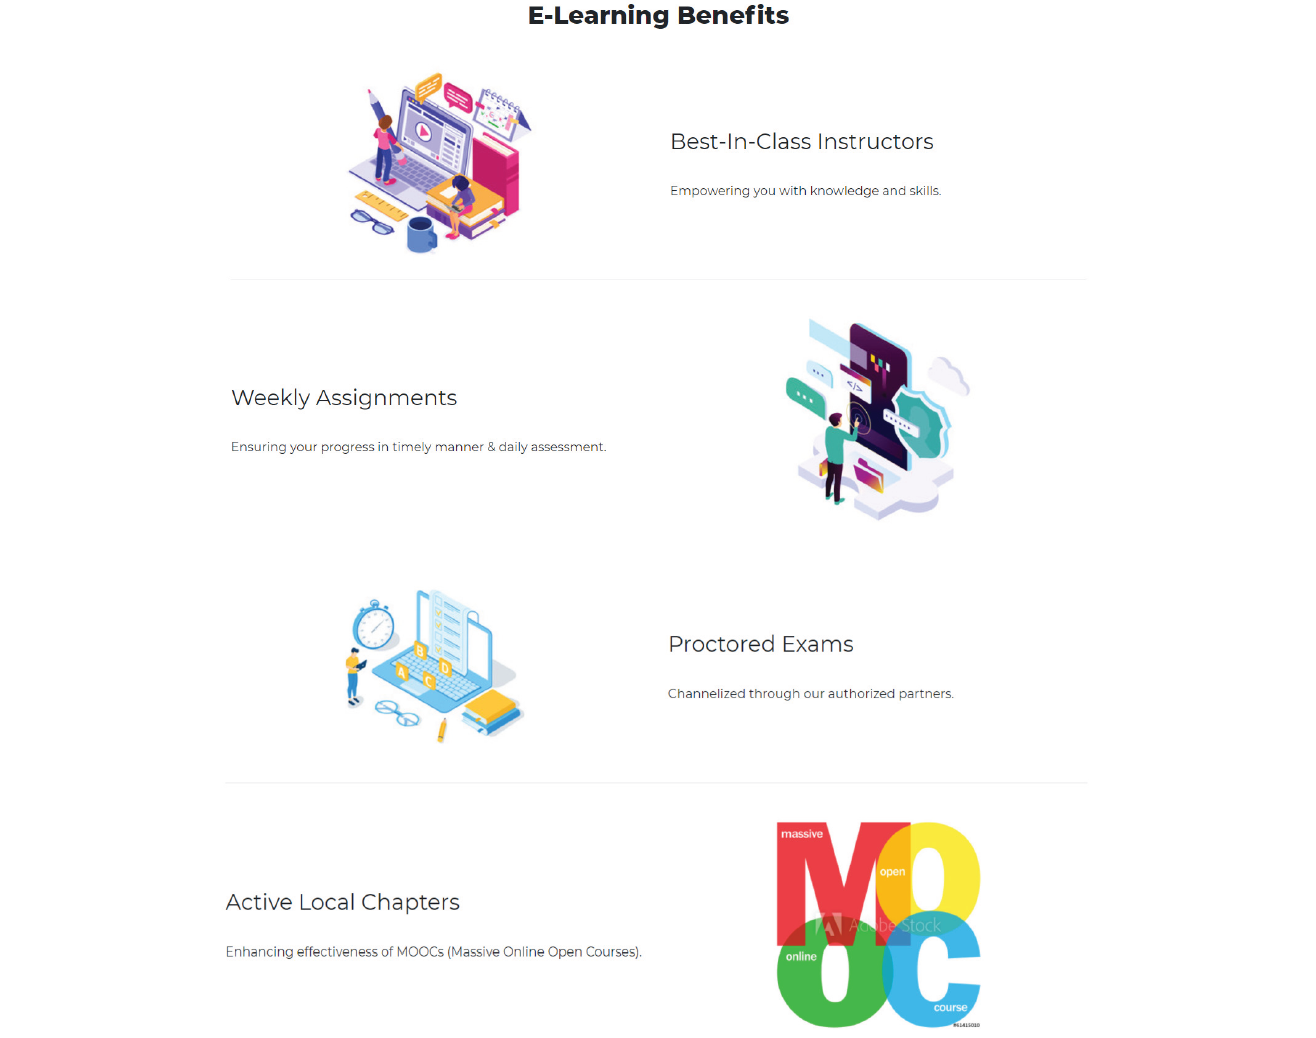 E-Learning Benefits
Best-In-Class Instructors
Empowering you with knowledge and skills.
Weekly Assignments
Ensuring your progress in timely manner & daily assessment.
</>
B
D
A
C
Proctored Exams
Channelized through our authorized partners.
Active Local Chapters
Enhancing effectiveness of MOOCs (Massive Online Open Courses).
MOOC
massive
open
Adobe Stock
online
course
#61415010